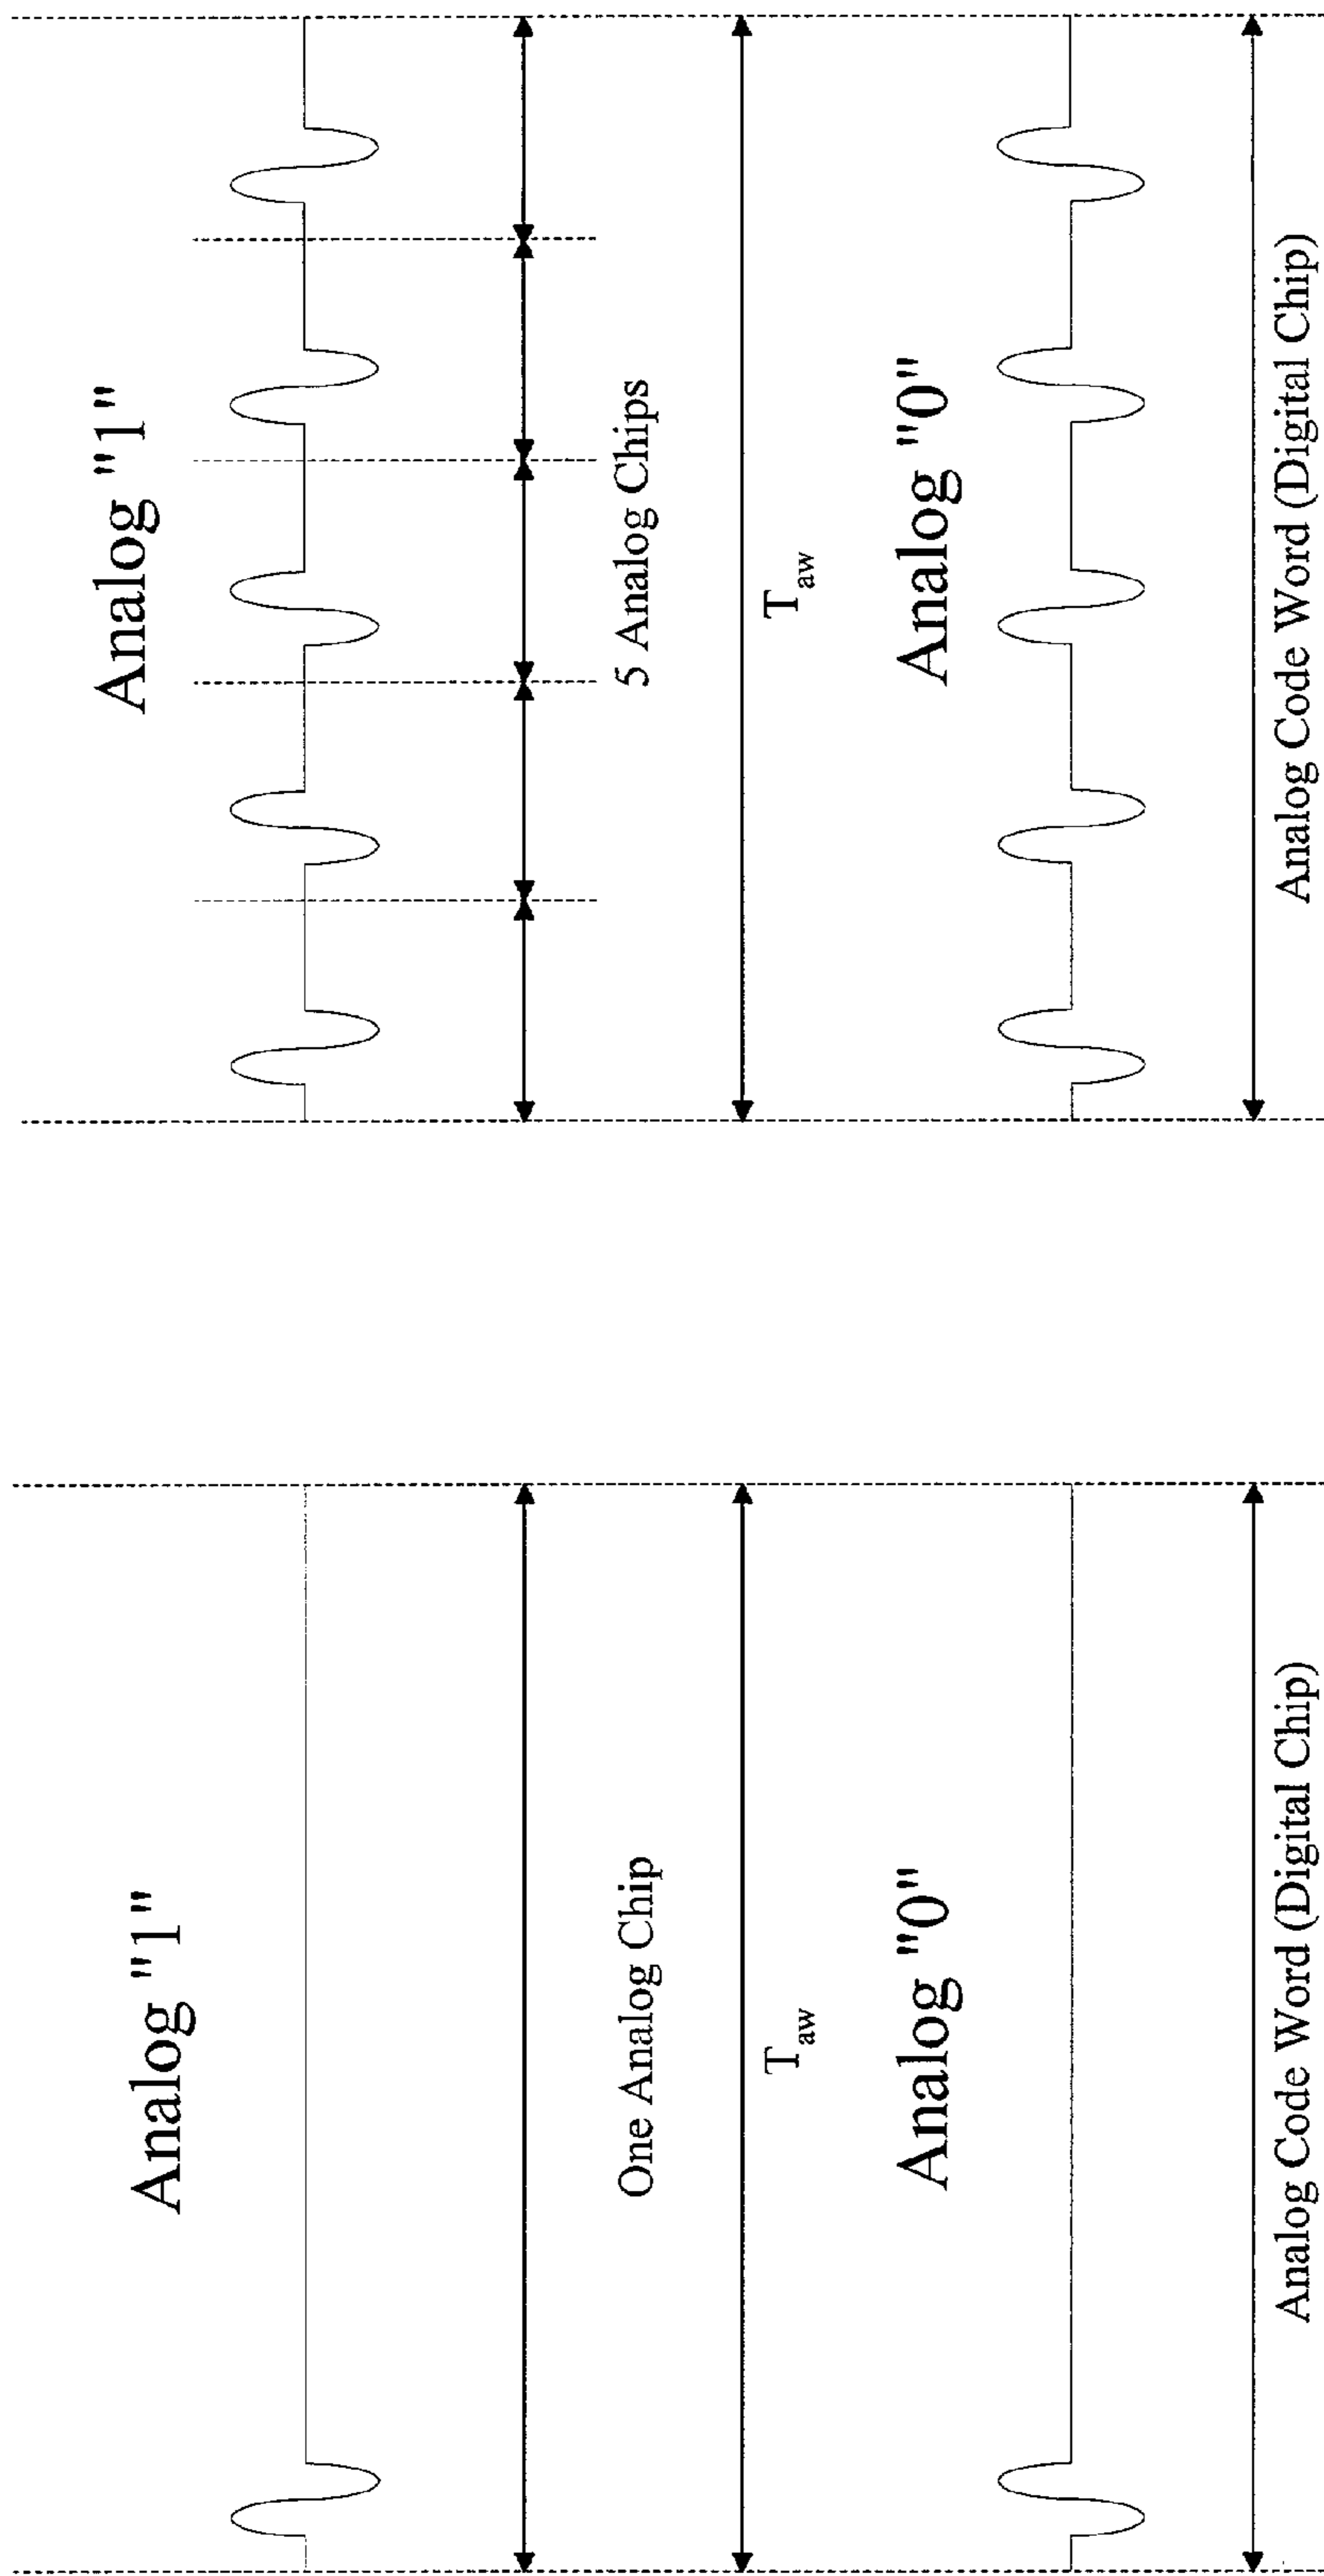 Analog "1"
One Analog Chip
T_aw
Analog "0"
Analog Code Word (Digital Chip)
Analog "1"
5 Analog Chips
T_aw
Analog "0"
Analog Code Word (Digital Chip)